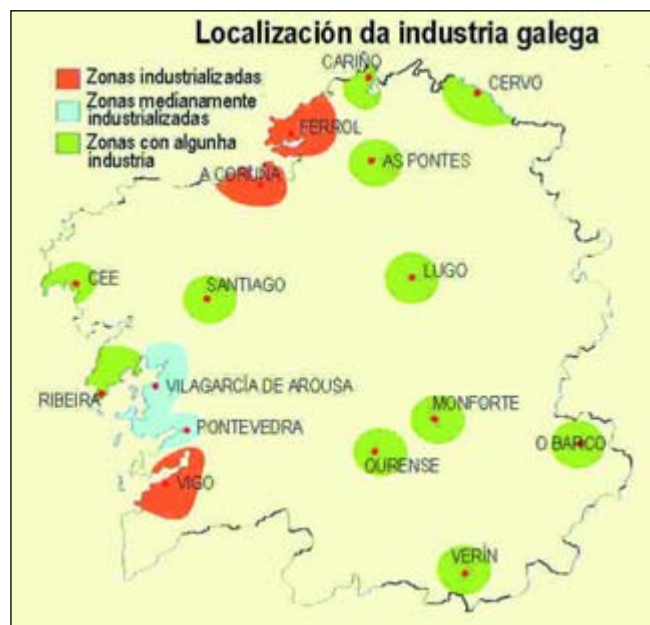 Localización da industria galega
Zonas industrializadas
Zonas medianamente
industrializadas
Zonas con algunha
industria
CARIÑO
CERVO
FERROL
AS PONTES
A CORUÑA
CEE
SANTIAGO
LUGO
VILAGARCÍA DE AROUSA
RIBEIRA
PONTEVEDRA
MONFORTE
O BARCO
OURENSE
VIGO
VERÍN